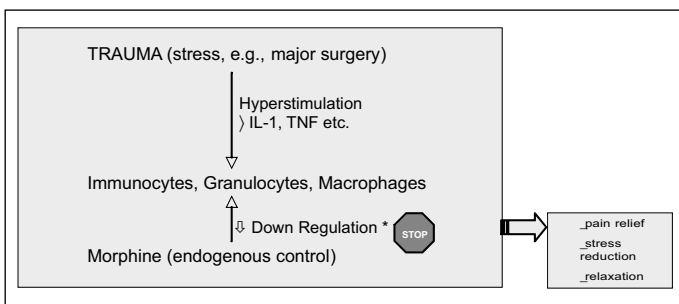 TRAUMA (stress, e.g., major surgery)
Hyperstimulation
⟩ IL-1, TNF etc.
Immunocytes, Granulocytes, Macrophages
⇩ Down Regulation *
STOP
Morphine (endogenous control)
_pain relief
_stress
reduction
_relaxation